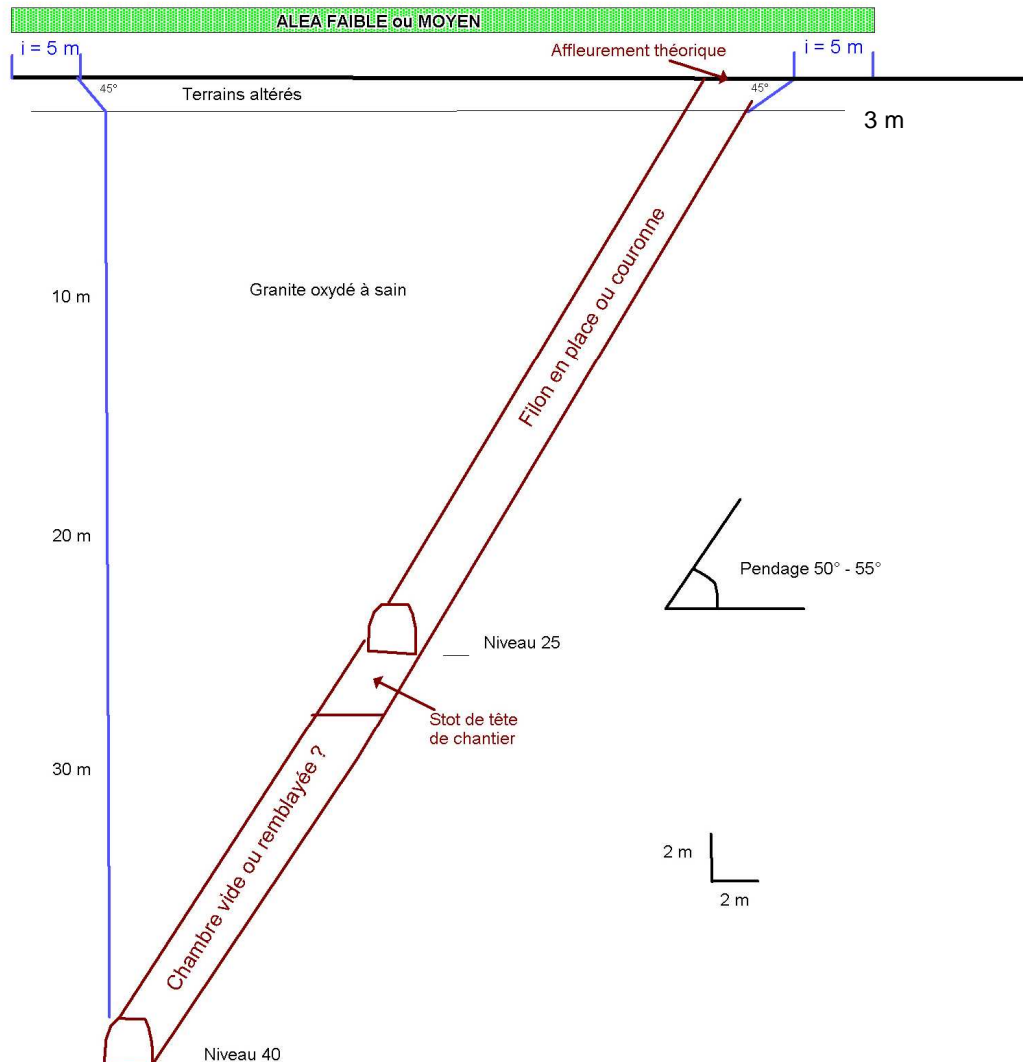 ALEA FAIBLE ou MOYEN
i = 5 m
Affleurement théorique
i = 5 m
45°
Terrains altérés
45°
3 m
10 m
Granite oxydé à sain
Filon en place ou couronne
20 m
Pendage 50° - 55°
Niveau 25
Stot de tête
de chantier
30 m
Chambre vide ou remblayée ?
2 m
2 m
Niveau 40